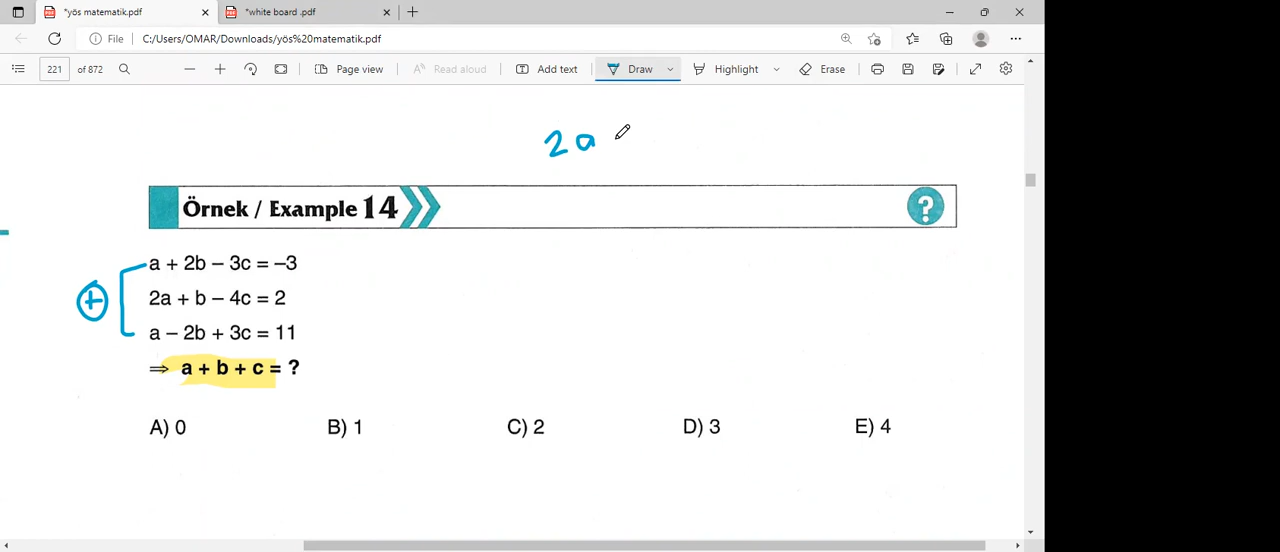 *yös matematik.pdf
*white board .pdf
File
C:/Users/OMAR/Downloads/yös%20matematik.pdf
221 of 872
Page view
Read aloud
Add text
Draw
Highlight
Erase
2a
Örnek / Example 14
?
a + 2b − 3c = −3
2a + b − 4c = 2
+
a − 2b + 3c = 11
⇒ a + b + c = ?
A) 0 B) 1 C) 2 D) 3 E) 4